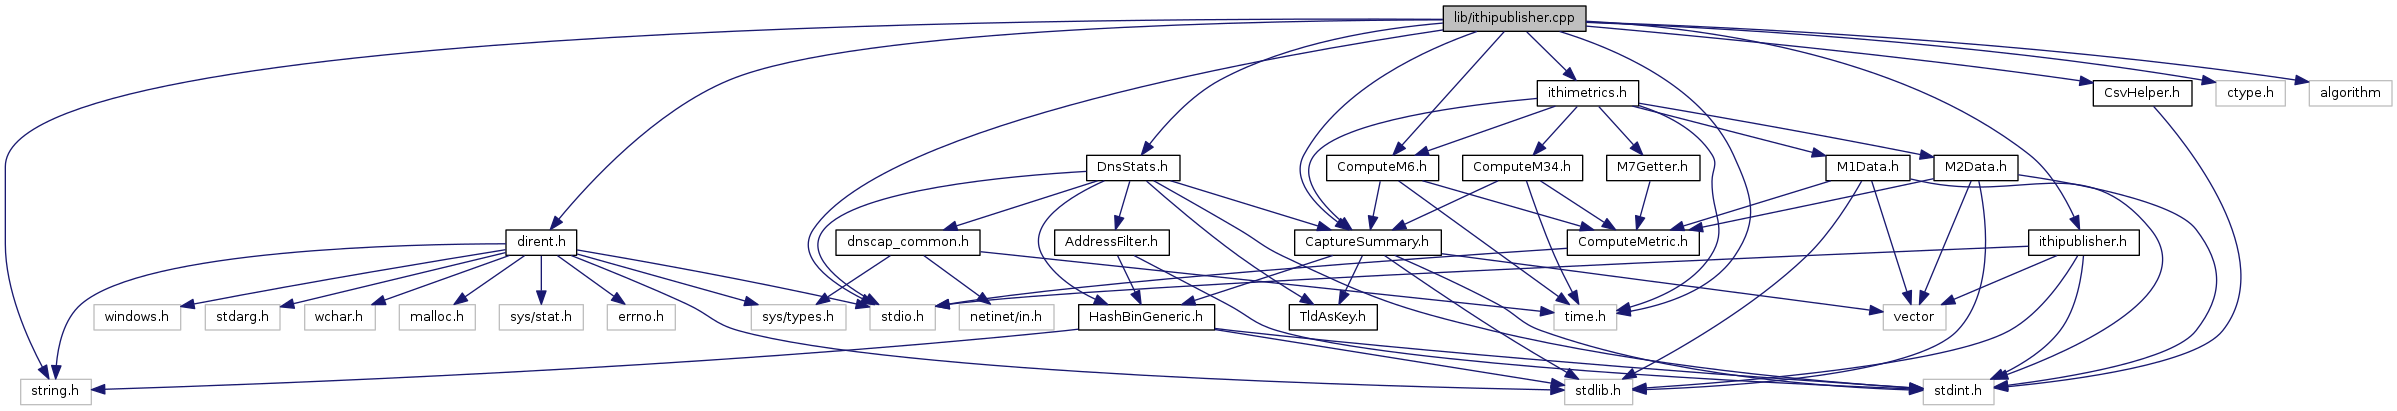 lib/ithipublisher.cpp
ithimetrics.h
CsvHelper.h
ctype.h
algorithm
DnsStats.h
ComputeM6.h
ComputeM34.h
M7Getter.h
M1Data.h
M2Data.h
dirent.h
dnscap_common.h
AddressFilter.h
CaptureSummary.h
ComputeMetric.h
ithipublisher.h
windows.h
stdarg.h
wchar.h
malloc.h
sys/stat.h
errno.h
sys/types.h
stdio.h
netinet/in.h
HashBinGeneric.h
TldAsKey.h
time.h
vector
string.h
stdlib.h
stdint.h